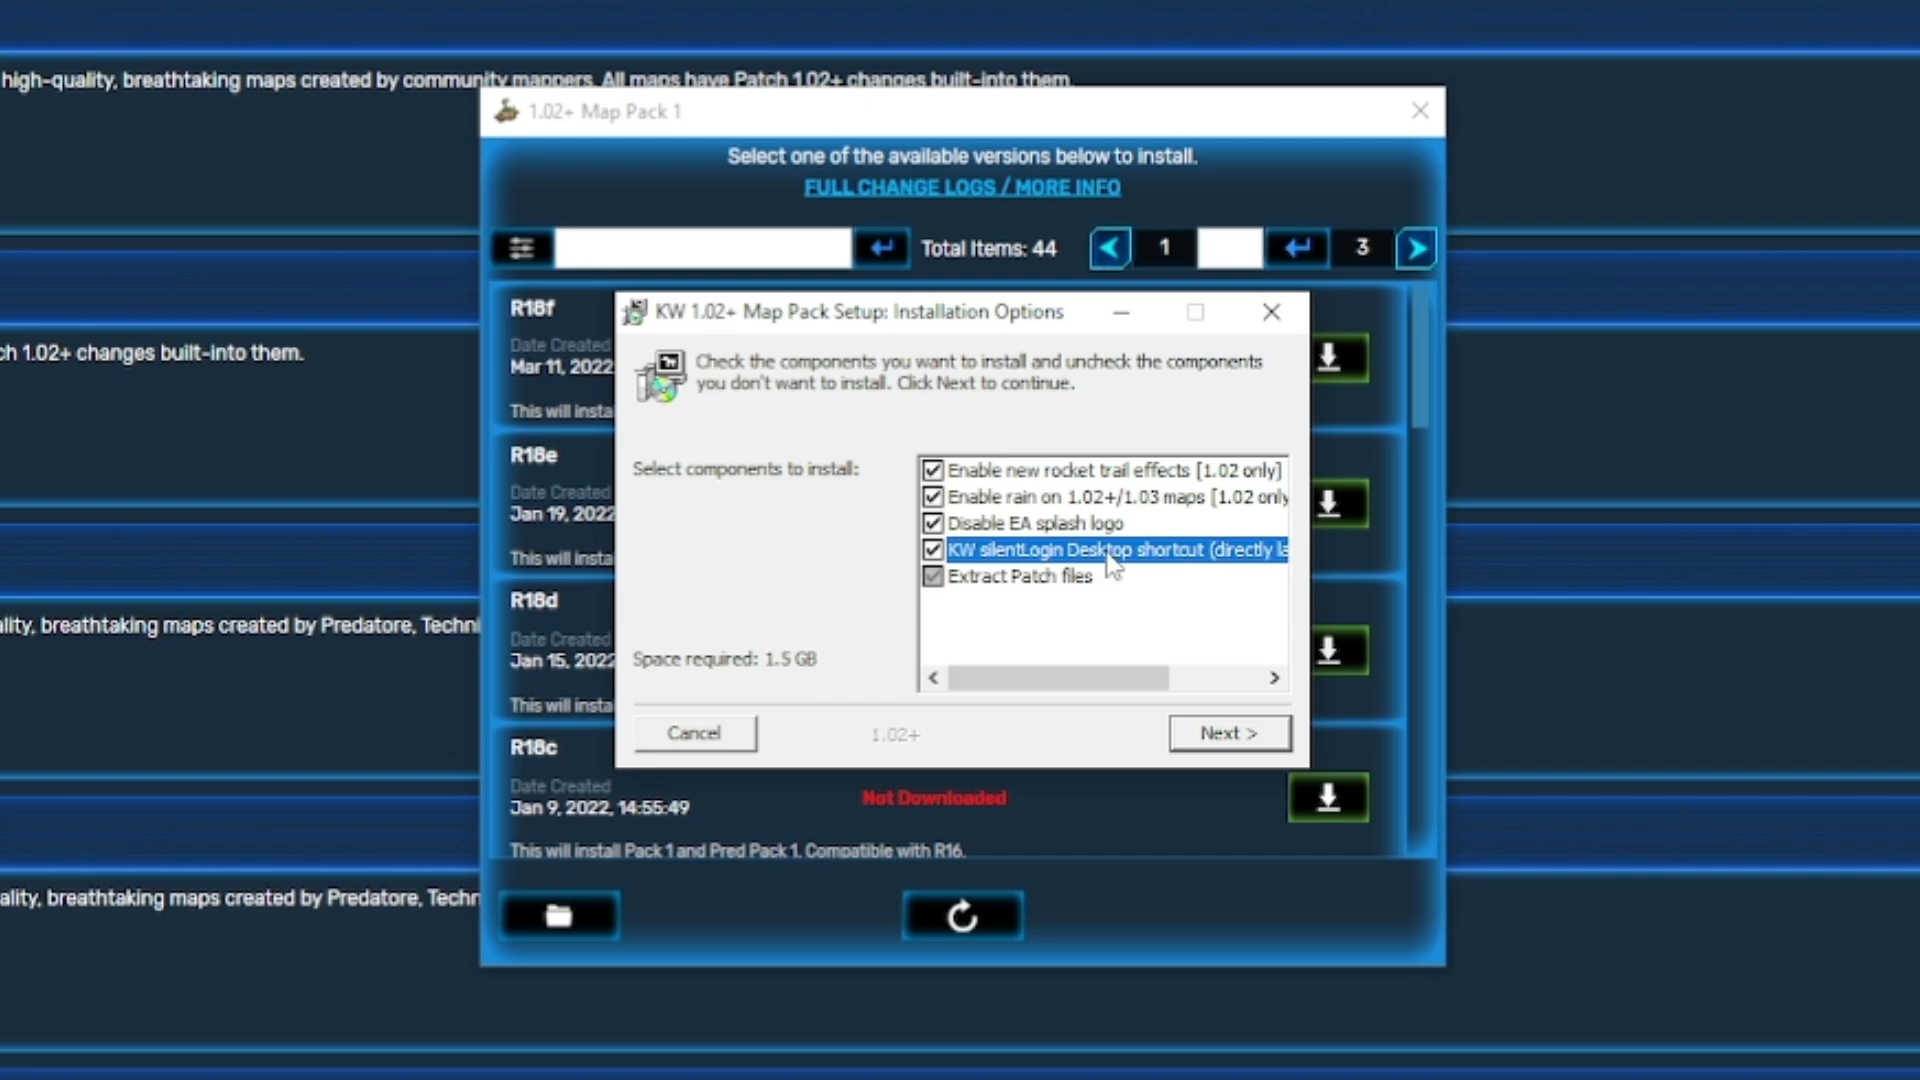 high-quality, breathtaking maps created by community mappers. All maps have Patch 1.02+ changes built-into them.
1.02+ Map Pack 1
Select one of the available versions below to install.
FULL CHANGE LOGS / MORE INFO
Total Items: 44
1
3
R18f
Date Created
Mar 11, 2022
This will insta
KW 1.02+ Map Pack Setup: Installation Options
Check the components you want to install and uncheck the components
you don't want to install. Click Next to continue.
ch 1.02+ changes built-into them.
R18e
Date Created
Jan 19, 2022
This will insta
Select components to install:
Enable new rocket trail effects [1.02 only]
Enable rain on 1.02+/1.03 maps [1.02 only
Disable EA splash logo
KW silentLogin Desktop shortcut (directly la
Extract Patch files
R18d
Date Created
Jan 15, 2022
This will insta
ality, breathtaking maps created by Predatore, Techni
Space required: 1.5 GB
Cancel
1.02+
Next >
R18c
Date Created
Jan 9, 2022, 14:55:49
Not Downloaded
This will install Pack 1 and Pred Pack 1. Compatible with R16.
ality, breathtaking maps created by Predatore, Techn